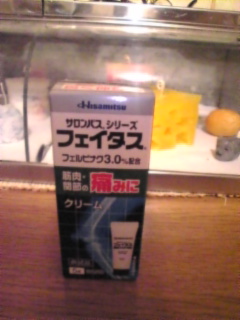 Hisamitsu
サロンパス シリーズ
フェイタス
フェルビナク3.0%配合
筋肉・
関節の
痛みに
クリーム